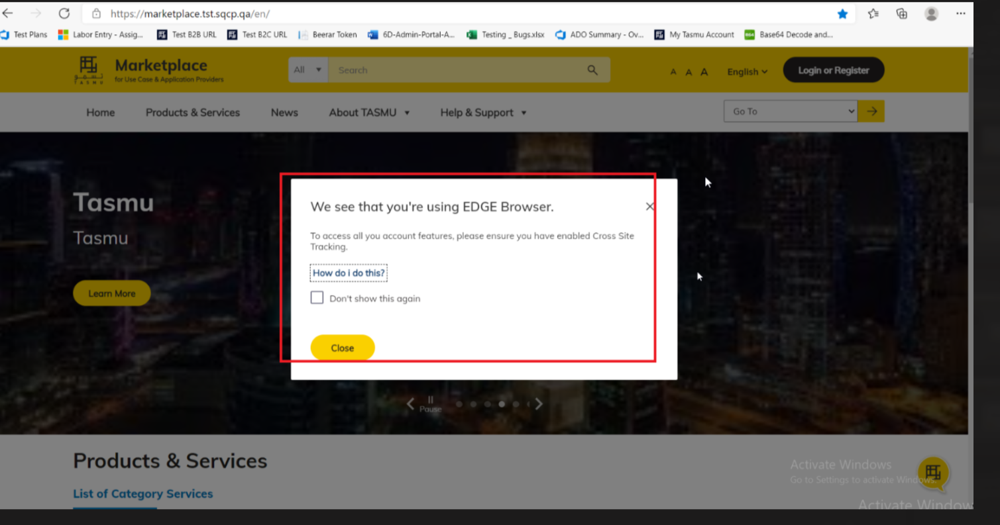 https://marketplace.tst.sqcp.qa/en/
Test Plans
Labor Entry - Assig...
Test B2B URL
Test B2C URL
Beerar Token
6D-Admin-Portal-A...
Testing _ Bugs.xlsx
ADO Summary - Ov...
My Tasmu Account
Base64 Decode and...
تسمو
TASMU
Marketplace
for Use Case & Application Providers
All
Search
A A A
English
Login or Register
Home
Products & Services
News
About TASMU
Help & Support
Go To
Tasmu
Tasmu
Learn More
We see that you're using EDGE Browser.
To access all you account features, please ensure you have enabled Cross Site
Tracking.
How do i do this?
Don't show this again
Close
Pause
Products & Services
List of Category Services
Activate Windows
Go to Settings to activate Windows.
Activate Window